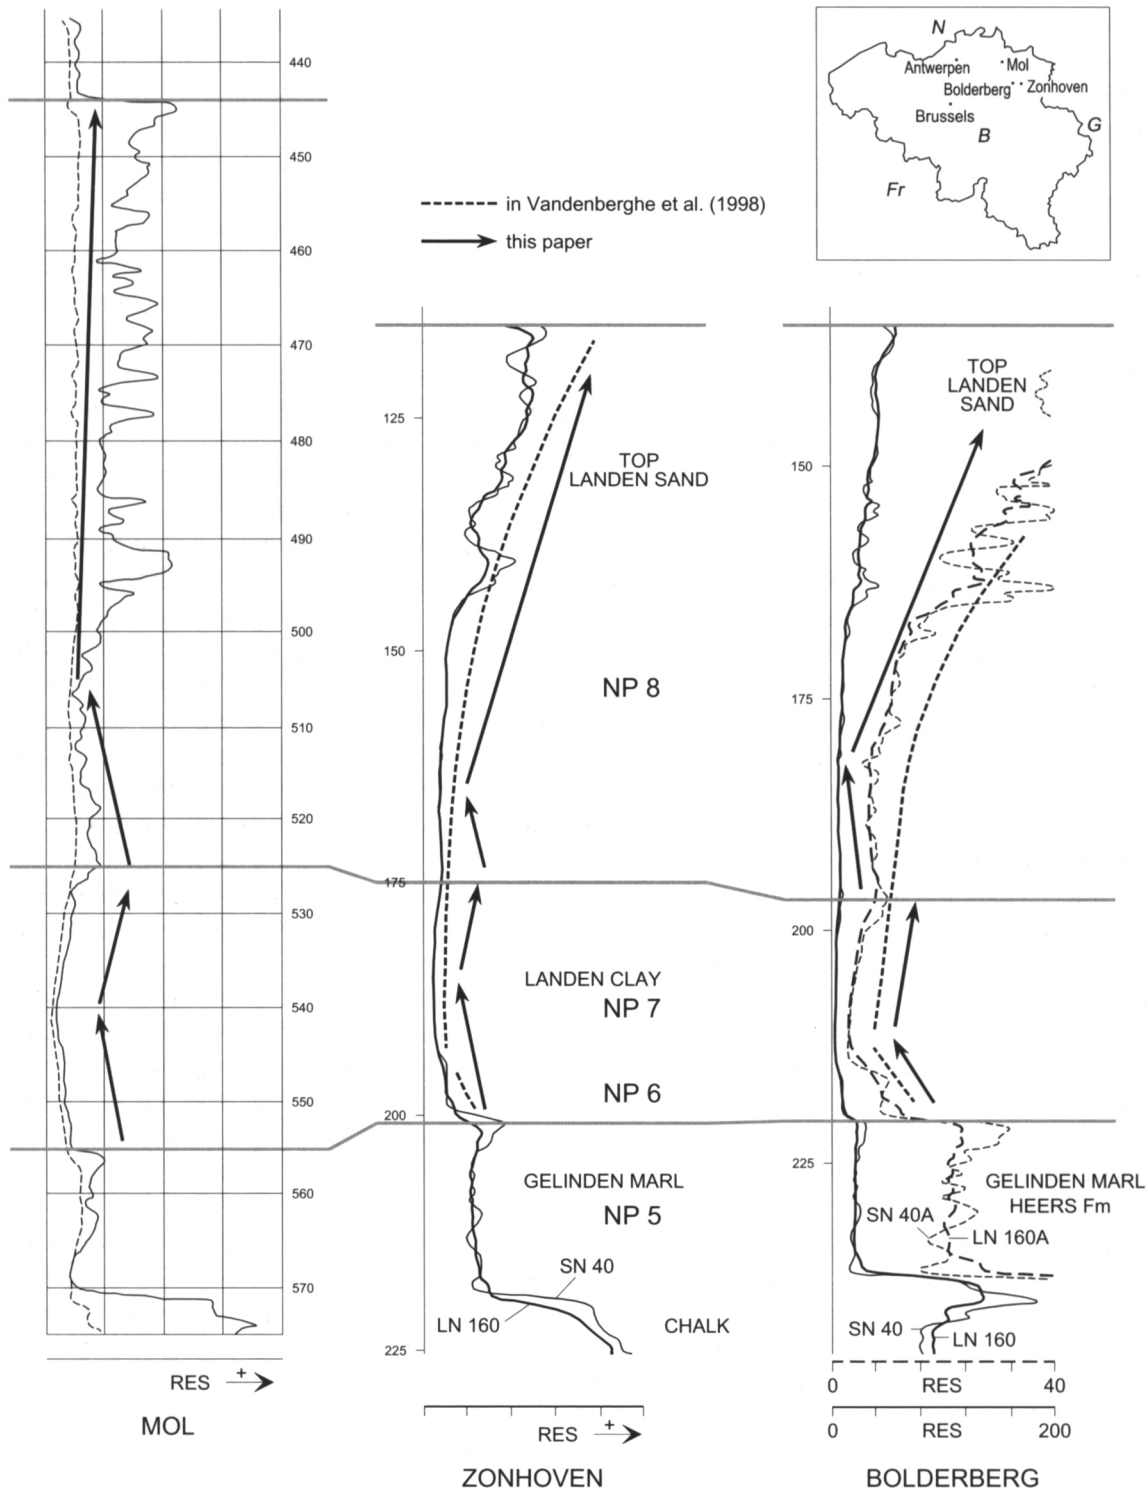 440
450
460
470
480
490
500
510
520
530
540
550
560
570
RES +
MOL
in Vandenberghe et al. (1998)
this paper
N
Antwerpen
Mol
Bolderberg
Zonhoven
Brussels
B
G
Fr
125
150
175
200
225
TOP
LANDEN SAND
NP 8
LANDEN CLAY
NP 7
NP 6
GELINDEN MARL
NP 5
SN 40
LN 160
CHALK
RES +
ZONHOVEN
TOP
LANDEN
SAND
150
175
200
225
GELINDEN MARL
HEERS Fm
SN 40A
LN 160A
SN 40
LN 160
0 RES 40
0 RES 200
BOLDERBERG